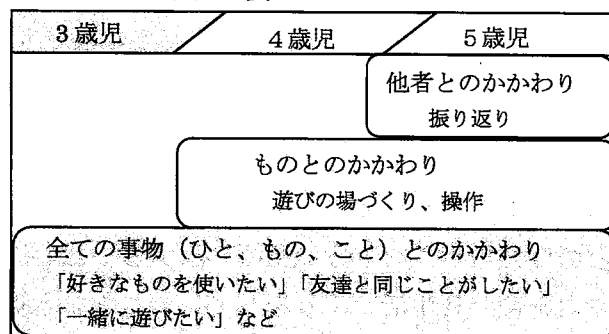 3歳児 4歳児 5歳児
他者とのかかわり
振り返り
ものとのかかわり
遊びの場づくり、操作
全ての事物（ひと、もの、こと）とのかかわり
「好きなものを使いたい」「友達と同じことがしたい」
「一緒に遊びたい」など